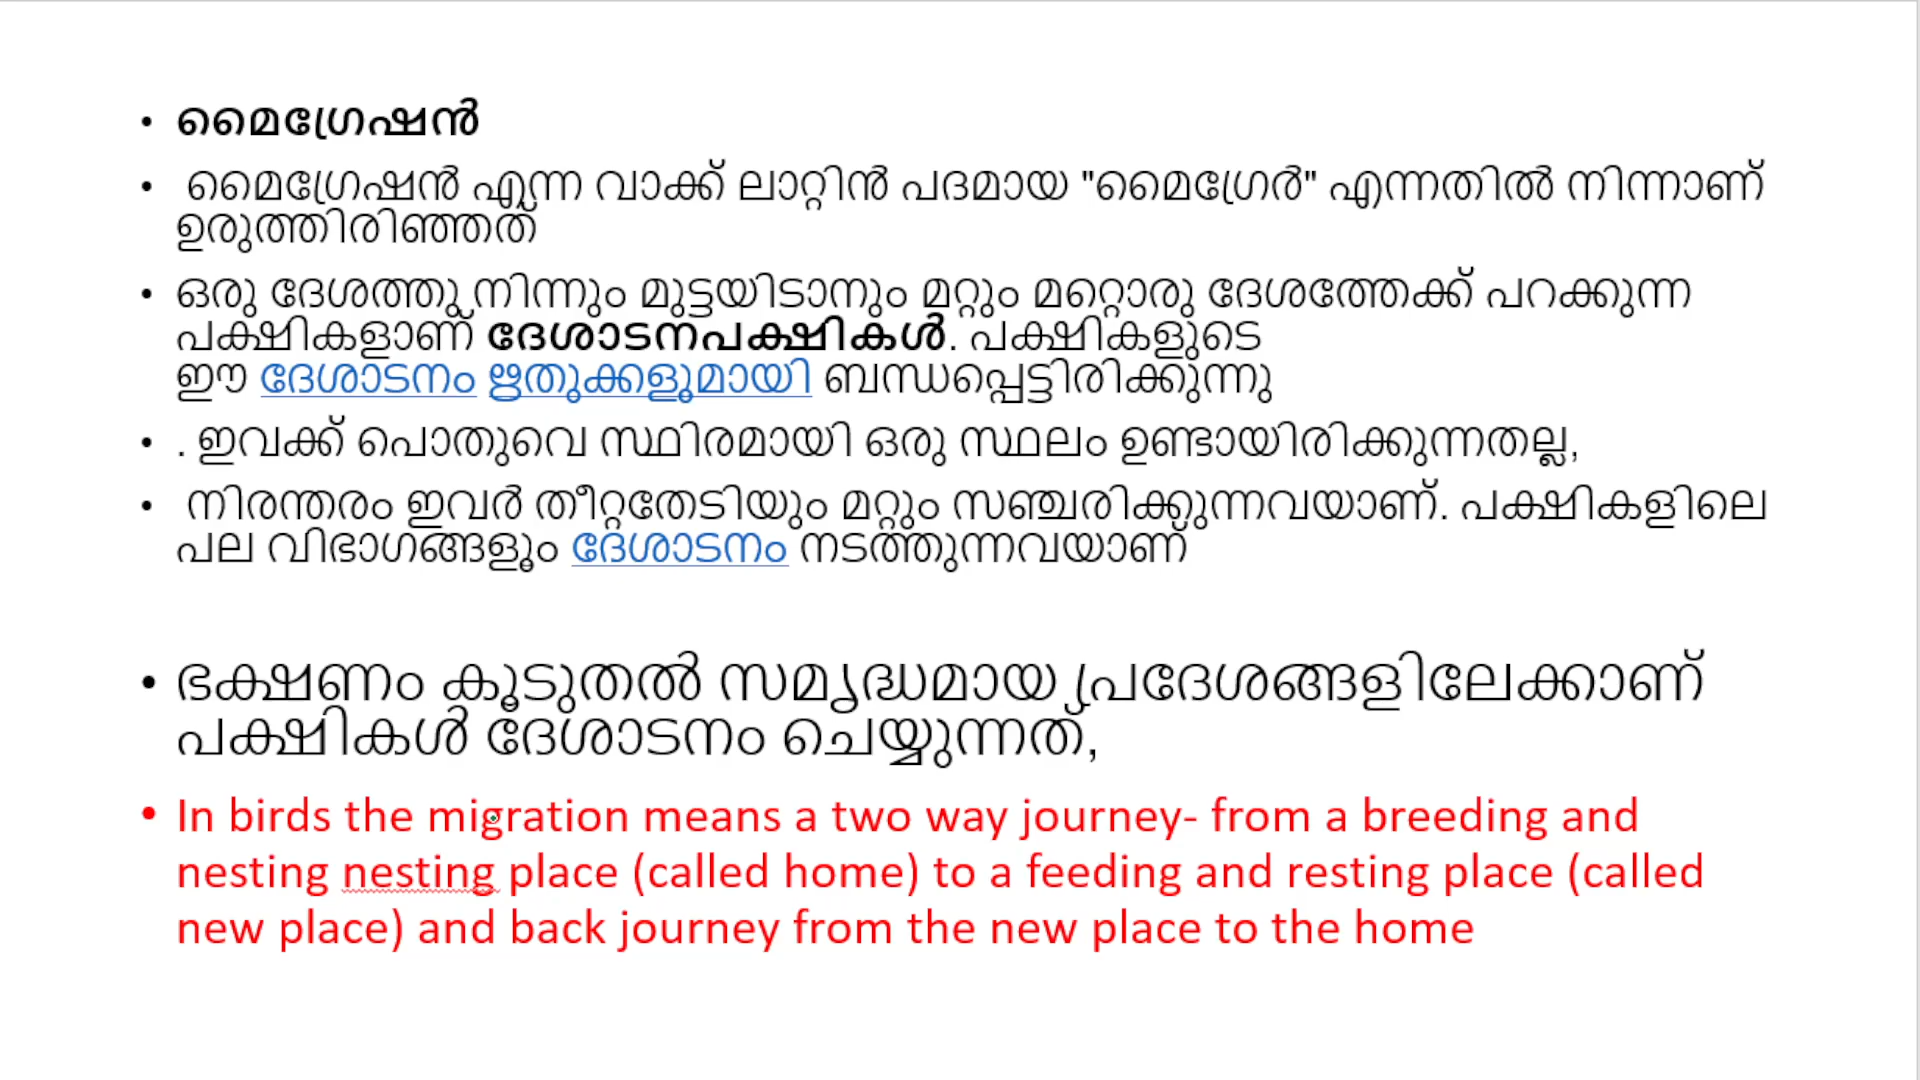 • മൈഗ്രേഷൻ
• മൈഗ്രേഷൻ എന്ന വാക്ക് ലാറ്റിൻ പദമായ "മൈഗ്രേർ" എന്നതിൽ നിന്നാണ്
ഉരുത്തിരിഞ്ഞത്
• ഒരു ദേശത്തു നിന്നും മുട്ടയിടാനും മറ്റും മറ്റൊരു ദേശത്തേക്ക് പറക്കുന്ന
പക്ഷികളാണ് ദേശാടനപക്ഷികൾ. പക്ഷികളുടെ
ഈ ദേശാടനം ഋതുക്കളുമായി ബന്ധപ്പെട്ടിരിക്കുന്നു
• . ഇവക്ക് പൊതുവെ സ്ഥിരമായി ഒരു സ്ഥലം ഉണ്ടായിരിക്കുന്നതല്ല,
• നിരന്തരം ഇവർ തീറ്റതേടിയും മറ്റും സഞ്ചരിക്കുന്നവയാണ്. പക്ഷികളിലെ
പല വിഭാഗങ്ങളൂം ദേശാടനം നടത്തുന്നവയാണ്
• ഭക്ഷണം കൂടുതൽ സമൃദ്ധമായ പ്രദേശങ്ങളിലേക്കാണ്
പക്ഷികൾ ദേശാടനം ചെയ്യുന്നത്,
• In birds the migration means a two way journey- from a breeding and
nesting nesting place (called home) to a feeding and resting place (called
new place) and back journey from the new place to the home